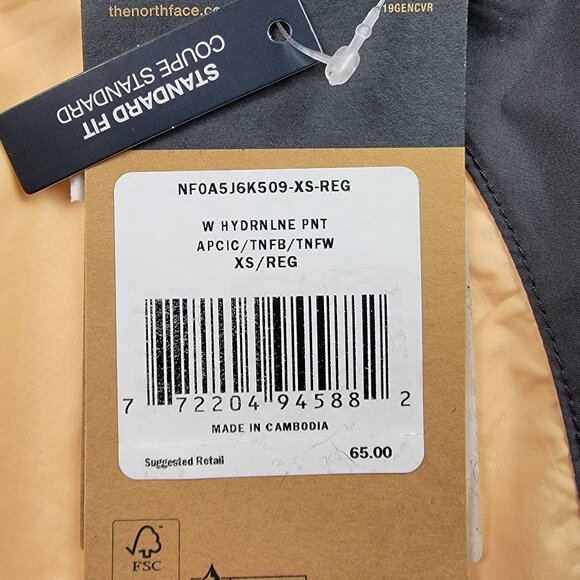 thenorthface.
19GENCVR
STANDARD FIT
COUPE STANDARD
NF0A5J6K509-XS-REG
W HYDRNLNE PNT
APCIC/TNFB/TNFW
XS/REG
7 72204 94588 2
MADE IN CAMBODIA
Suggested Retail 65.00
FSC